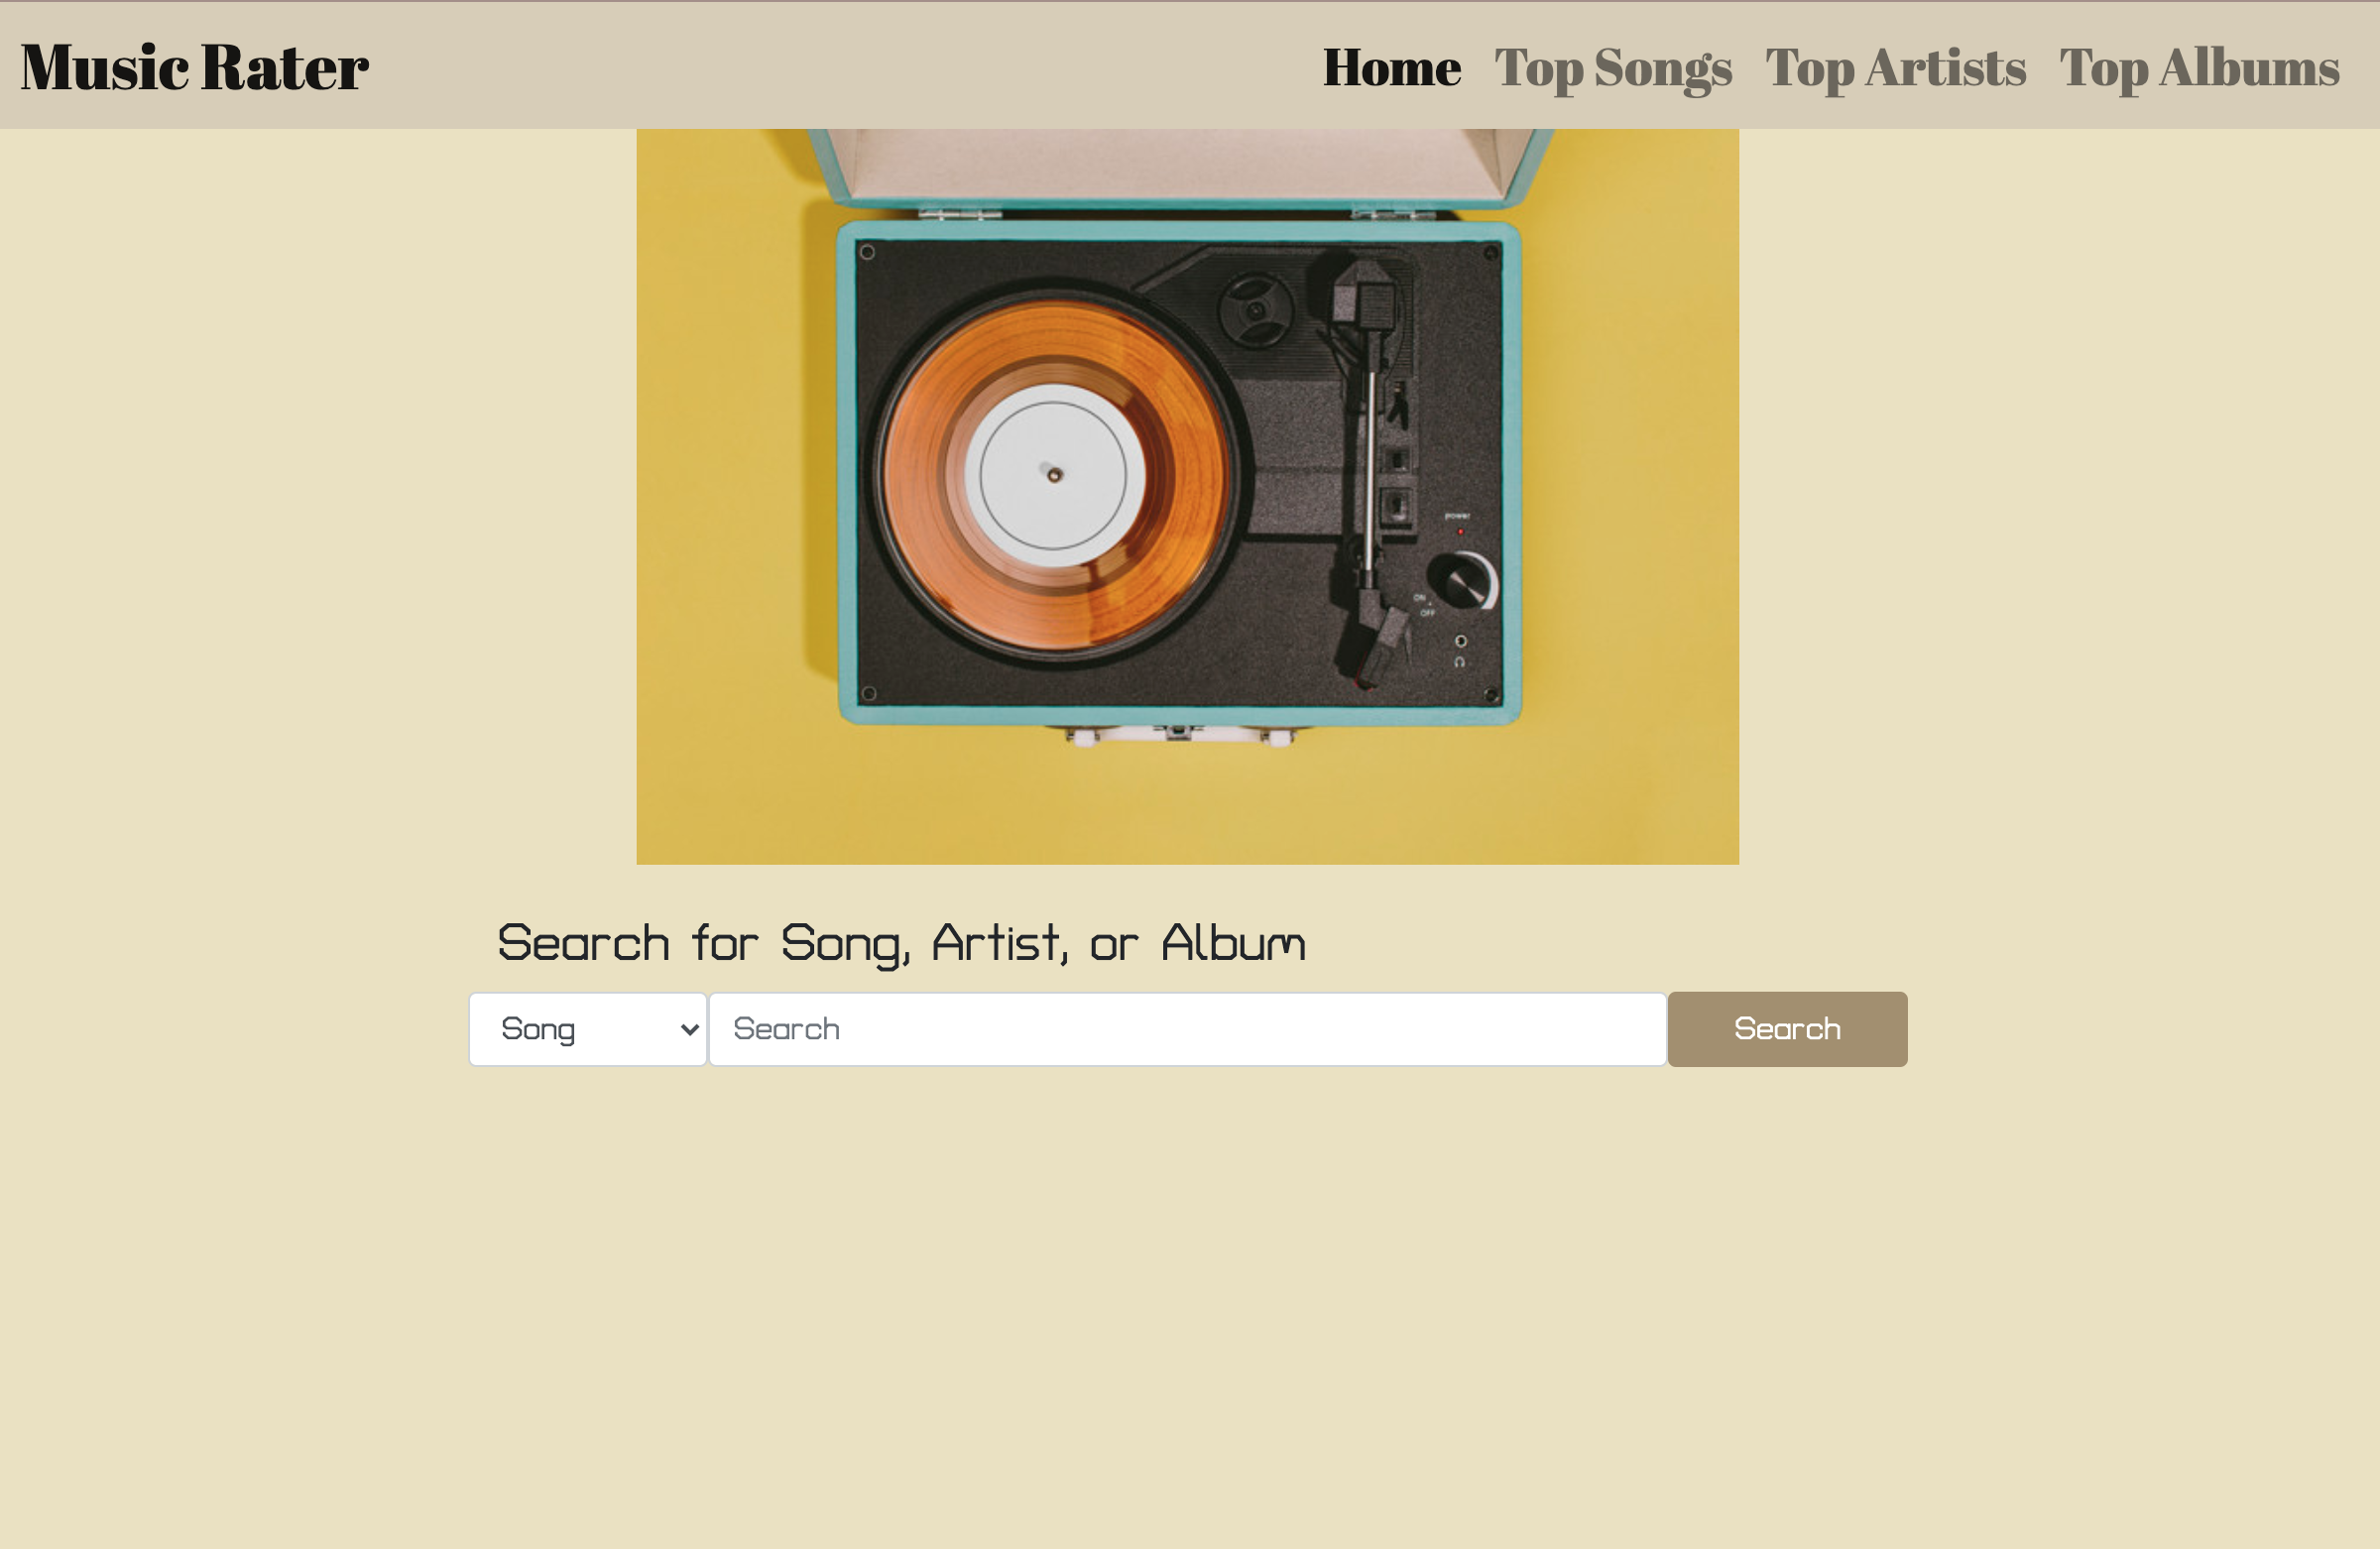 Music Rater
Home Top Songs Top Artists Top Albums
power
ON
OFF
Search for Song, Artist, or Album
Song Search Search